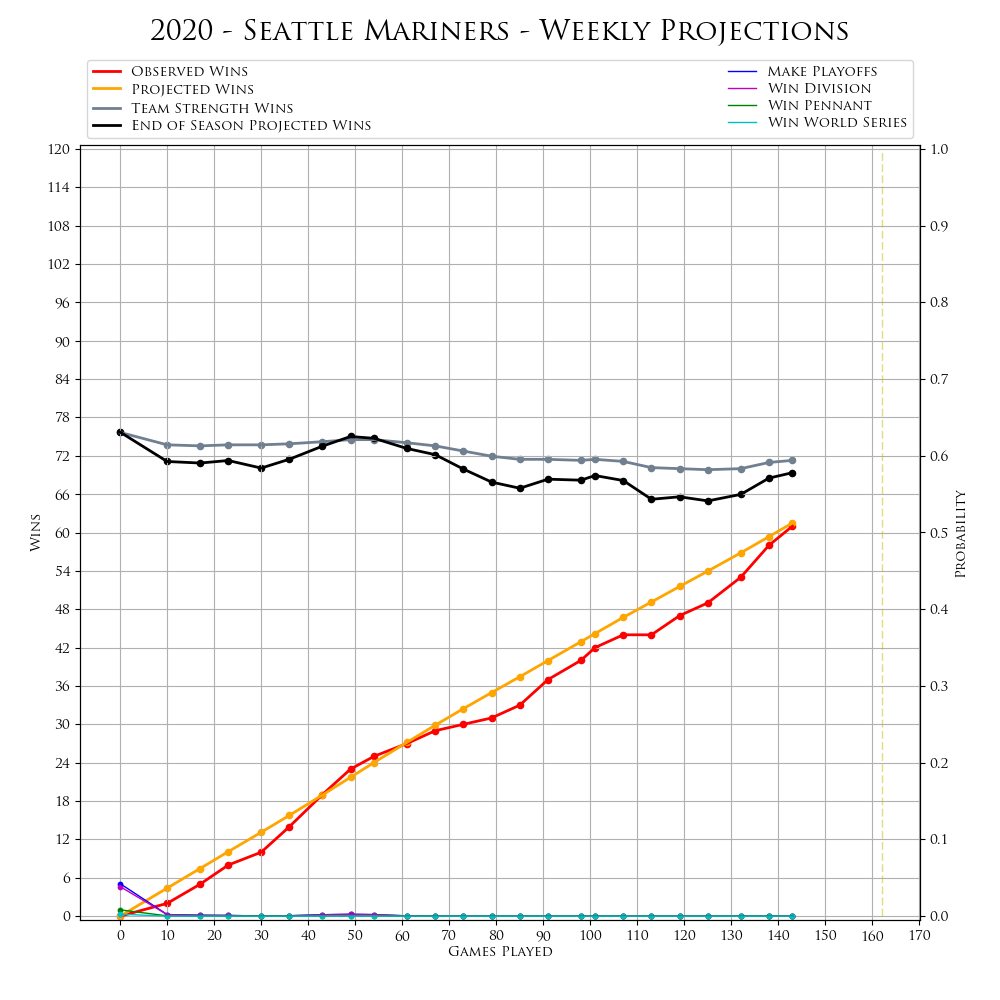 2020 - Seattle Mariners - Weekly Projections
Observed Wins
Projected Wins
Team Strength Wins
End of Season Projected Wins
Make Playoffs
Win Division
Win Pennant
Win World Series
120
114
108
102
96
90
84
78
72
66
60
54
48
42
36
30
24
18
12
6
0
Wins
1.0
0.9
0.8
0.7
0.6
0.5
0.4
0.3
0.2
0.1
0.0
Probability
0 10 20 30 40 50 60 70 80 90 100 110 120 130 140 150 160 170
Games Played